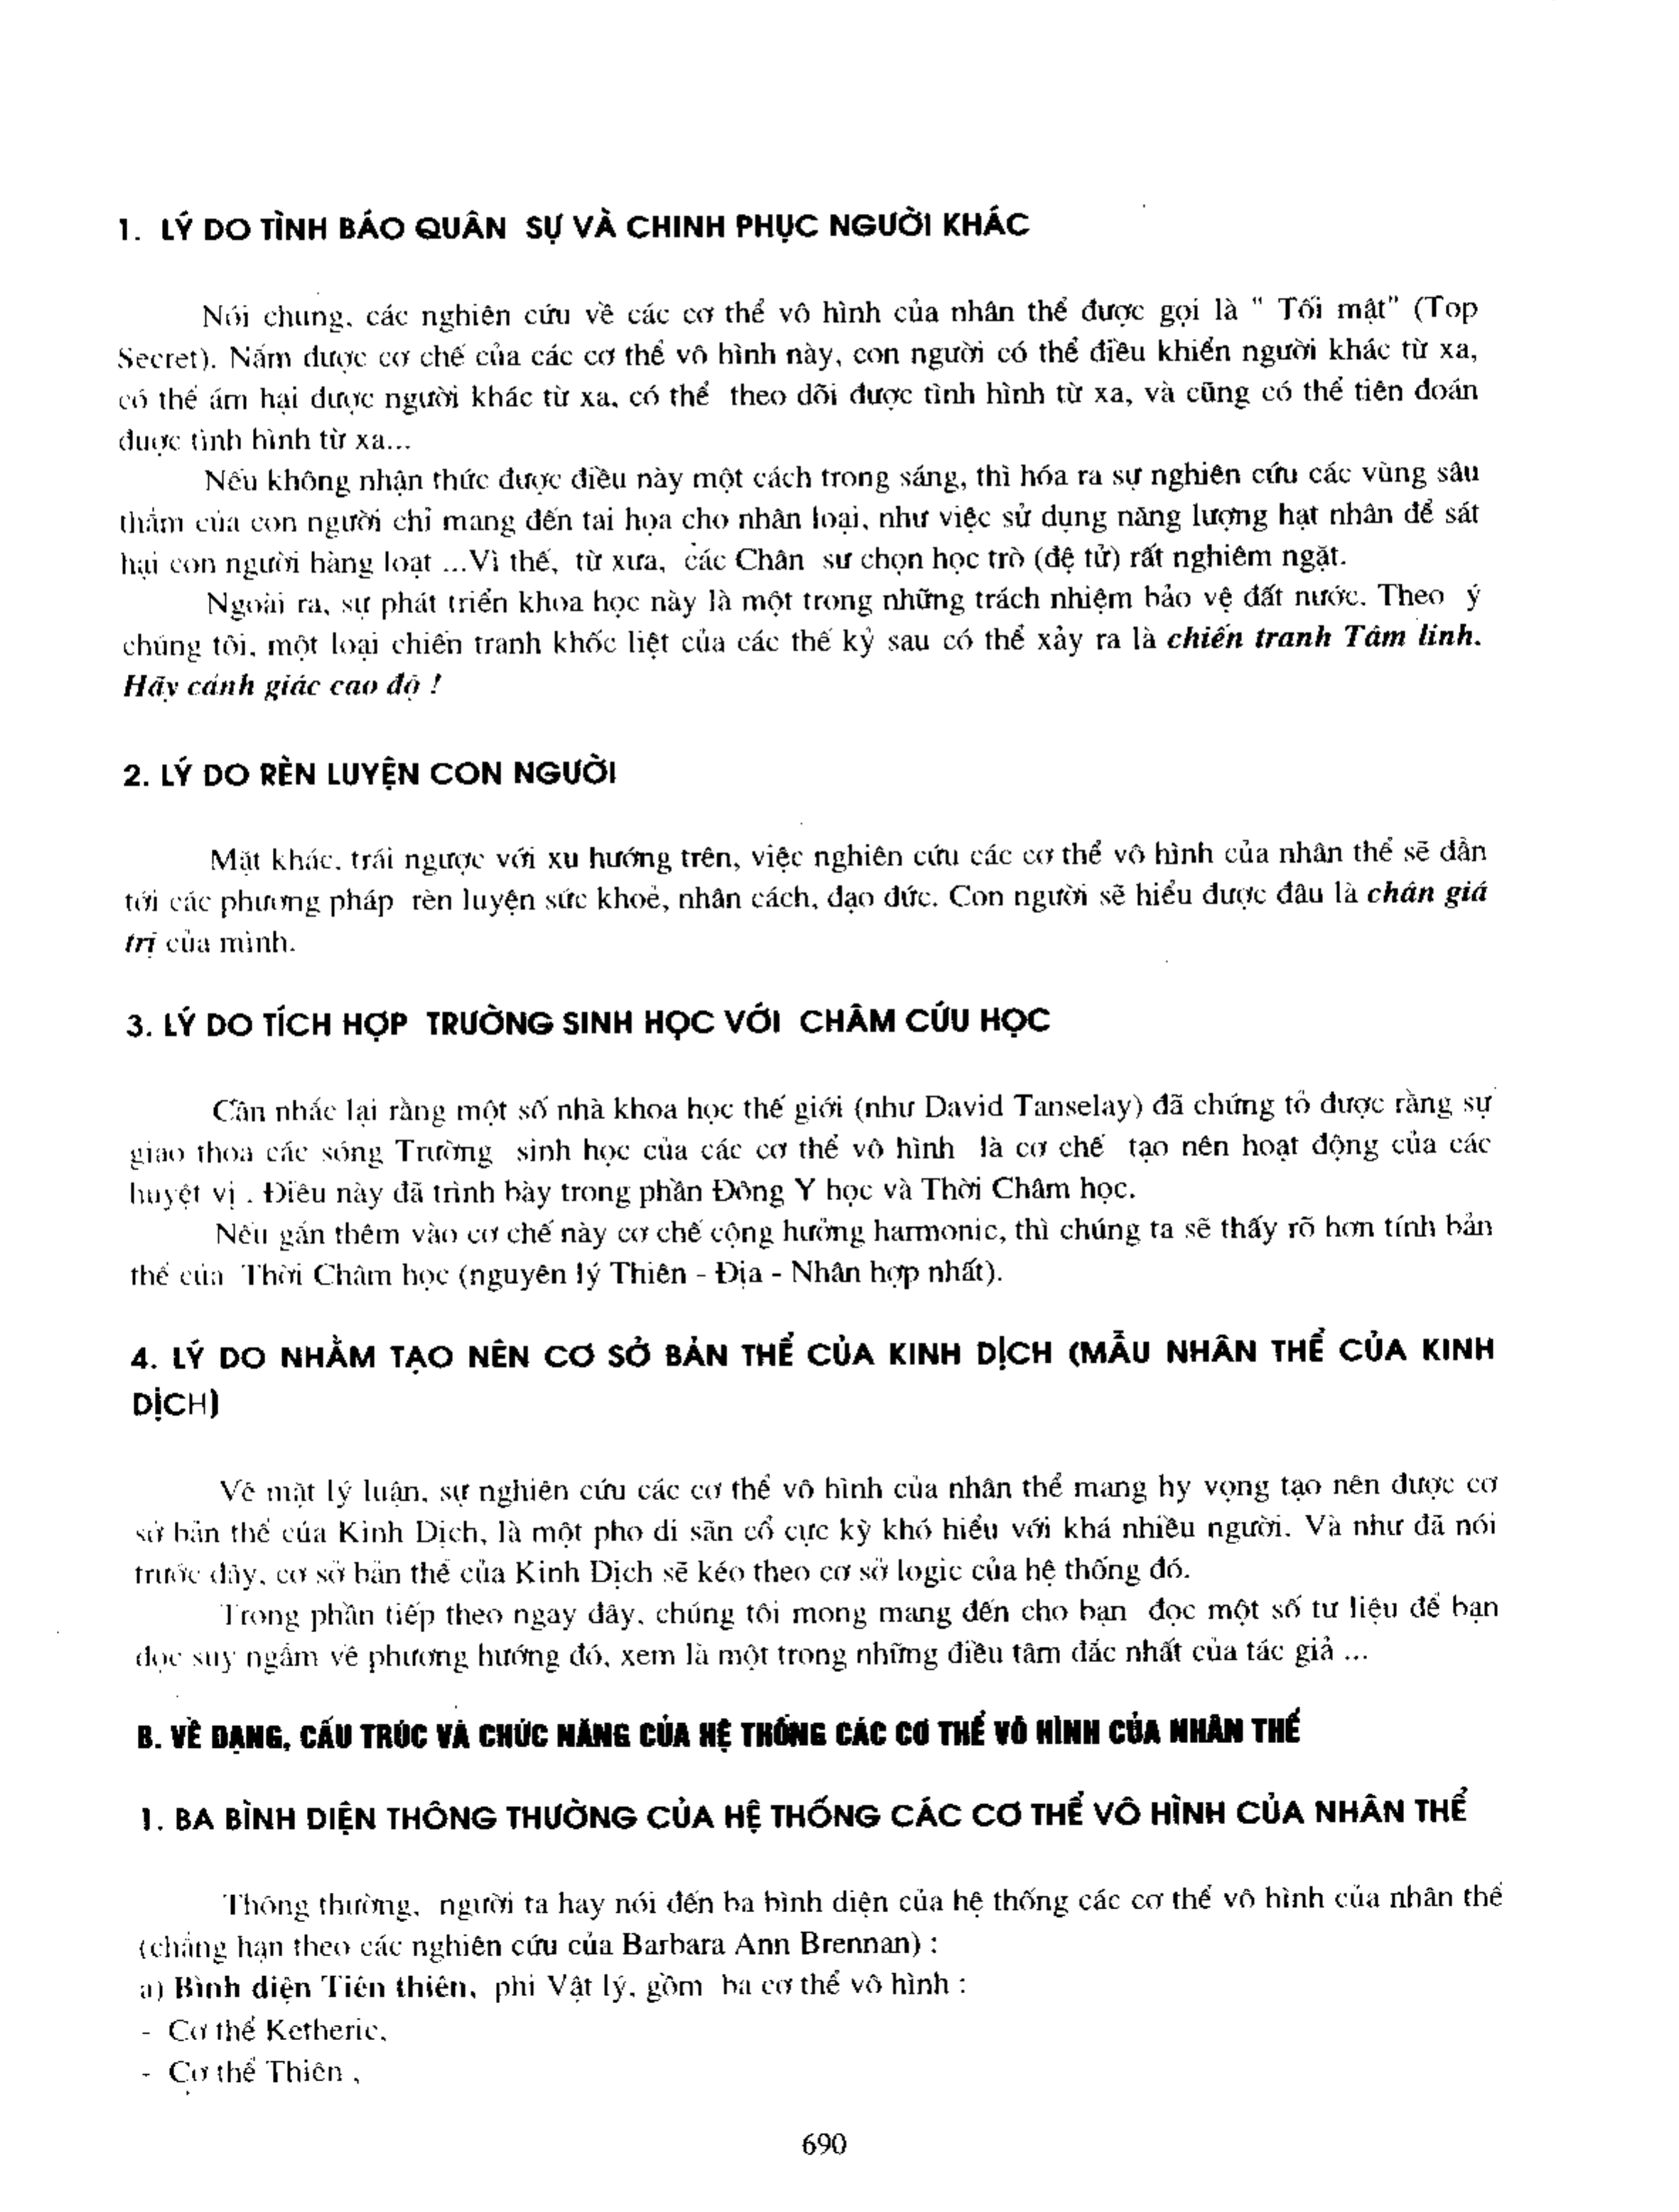 1. LÝ DO TÌNH BÁO QUÂN SỰ VÀ CHINH PHỤC NGƯỜI KHÁC
Nói chung, các nghiên cứu về các cơ thể vô hình của nhân thể được gọi là " Tối mật" (Top
Secret). Nắm được cơ chế của các cơ thể vô hình này, con người có thể điều khiển người khác từ xa,
có thể ám hại được người khác từ xa, có thể theo dõi được tình hình từ xa, và cũng có thể tiên đoán
được tình hình từ xa...
Nếu không nhận thức được điều này một cách trong sáng, thì hóa ra sự nghiên cứu các vùng sâu
thẳm của con người chỉ mang đến tai họa cho nhân loại, như việc sử dụng năng lượng hạt nhân để sát
hại con người hàng loạt ...Vì thế, từ xưa, các Chân sư chọn học trò (đệ tử) rất nghiêm ngặt.
Ngoài ra, sự phát triển khoa học này là một trong những trách nhiệm bảo vệ đất nước. Theo ý
chúng tôi, một loại chiến tranh khốc liệt của các thế kỷ sau có thể xảy ra là chiến tranh Tâm linh.
Hãy cảnh giác cao độ !
2. LÝ DO RÈN LUYỆN CON NGƯỜI
Mặt khác, trái ngược với xu hướng trên, việc nghiên cứu các cơ thể vô hình của nhân thể sẽ dẫn
tới các phương pháp rèn luyện sức khoẻ, nhân cách, đạo đức. Con người sẽ hiểu được đâu là chân giá
trị của mình.
3. LÝ DO TÍCH HỢP TRƯỜNG SINH HỌC VỚI CHÂM CỨU HỌC
Cần nhắc lại rằng một số nhà khoa học thế giới (như David Tanselay) đã chứng tỏ được rằng sự
giao thoa các sóng Trường sinh học của các cơ thể vô hình là cơ chế tạo nên hoạt động của các
huyệt vị . Điều này đã trình bày trong phần Đông Y học và Thời Châm học.
Nếu gắn thêm vào cơ chế này cơ chế cộng hưởng harmonic, thì chúng ta sẽ thấy rõ hơn tính bản
thể của Thời Châm học (nguyên lý Thiên - Địa - Nhân hợp nhất).
4. LÝ DO NHẰM TẠO NÊN CƠ SỞ BẢN THỂ CỦA KINH DỊCH (MẪU NHÂN THỂ CỦA KINH
DỊCH)
Về mặt lý luận, sự nghiên cứu các cơ thể vô hình của nhân thể mang hy vọng tạo nên được cơ
sở bản thể của Kinh Dịch, là một pho di sản cổ cực kỳ khó hiểu với khá nhiều người. Và như đã nói
trước đây, cơ sở bản thể của Kinh Dịch sẽ kéo theo cơ sở logic của hệ thống đó.
Trong phần tiếp theo ngay đây, chúng tôi mong mang đến cho bạn đọc một số tư liệu để bạn
đọc suy ngẫm về phương hướng đó, xem là một trong những điều tâm đắc nhất của tác giả ...
B. VỀ DẠNG, CẤU TRÚC VÀ CHỨC NĂNG CỦA HỆ THỐNG CÁC CƠ THỂ VÔ HÌNH CỦA NHÂN THỂ
1. BA BÌNH DIỆN THÔNG THƯỜNG CỦA HỆ THỐNG CÁC CƠ THỂ VÔ HÌNH CỦA NHÂN THỂ
Thông thường, người ta hay nói đến ba bình diện của hệ thống các cơ thể vô hình của nhân thể
(chẳng hạn theo các nghiên cứu của Barbara Ann Brennan) :
a) Bình diện Tiên thiên, phi Vật lý, gồm ba cơ thể vô hình :
- Cơ thể Ketheric,
- Cơ thể Thiên ,
690